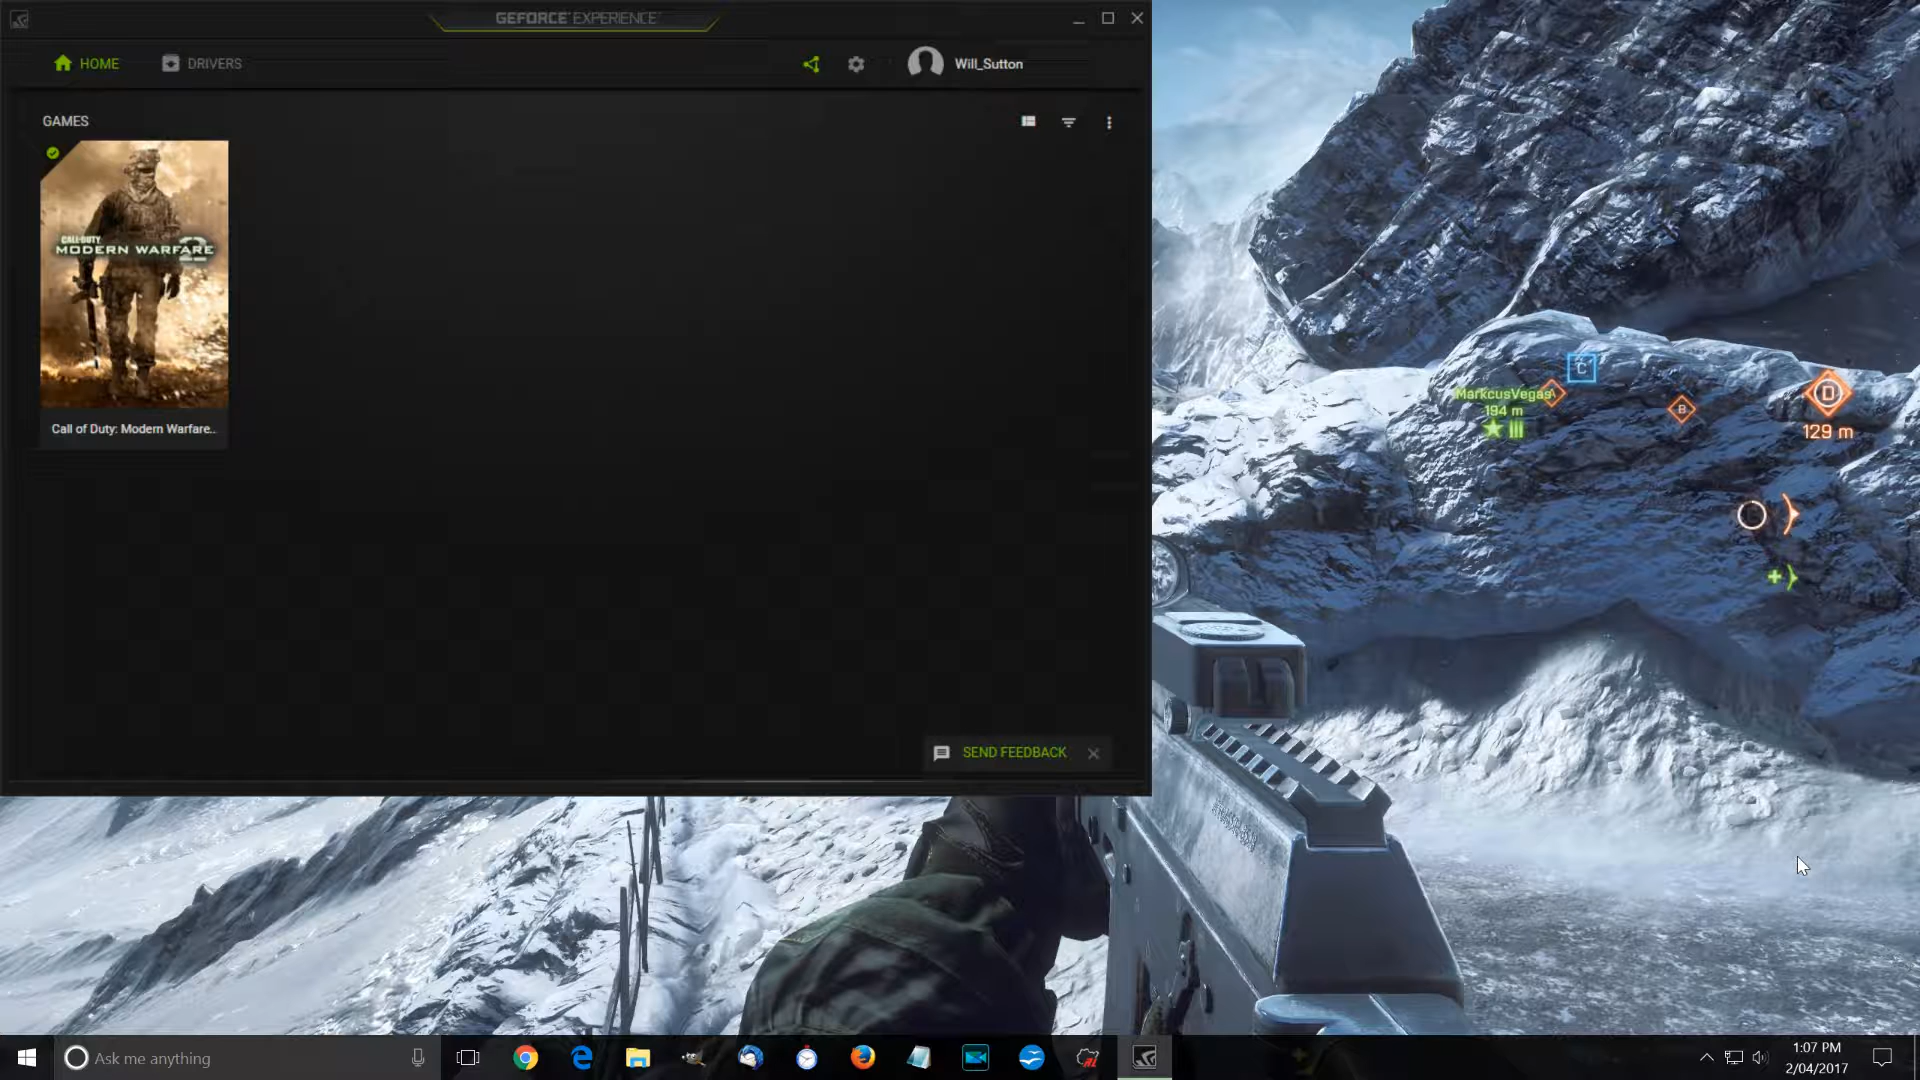 GEFORCE EXPERIENCE
HOME
DRIVERS
Will_Sutton
GAMES
CALL OF DUTY
MODERN WARFARE
2
Call of Duty: Modern Warfare..
SEND FEEDBACK
C
MarkcusVegas
A
194 m
B
D
129 m
Ask me anything
1:07 PM
2/04/2017